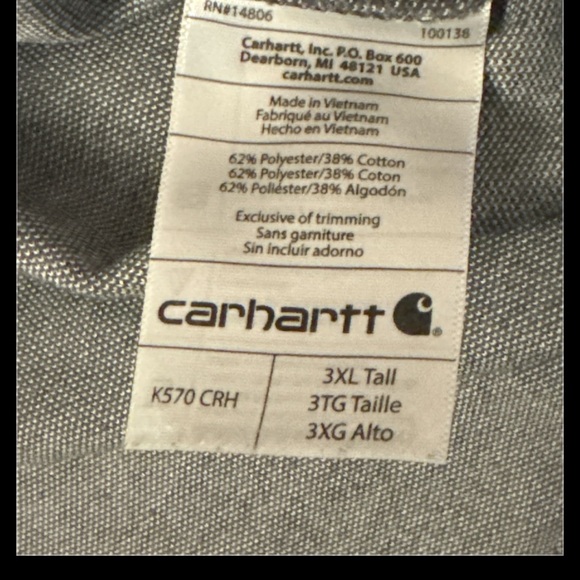 RN#14806
100138
Carhartt, Inc. P.O. Box 600
Dearborn, MI 48121 USA
carhartt.com
Made in Vietnam
Fabriqué au Vietnam
Hecho en Vietnam
62% Polyester/38% Cotton
62% Polyester/38% Coton
62% Poliéster/38% Algodón
Exclusive of trimming
Sans garniture
Sin incluir adorno
carhartt ®
K570 CRH
3XL Tall
3TG Taille
3XG Alto